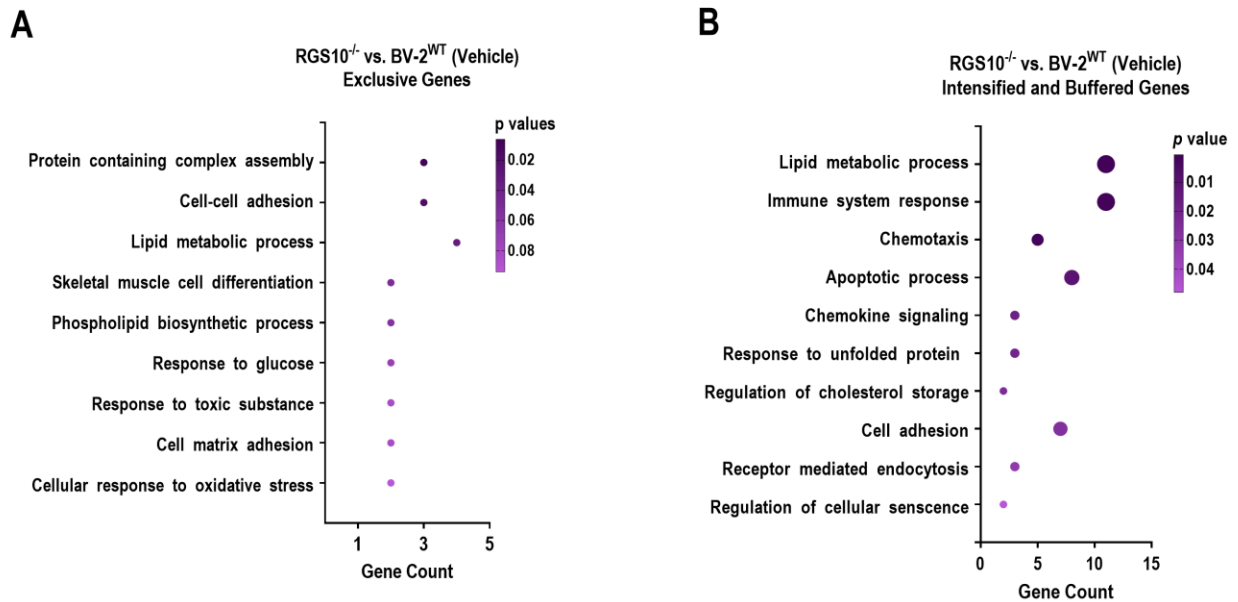 A
RGS10-/- vs. BV-2WT (Vehicle)
Exclusive Genes
p values
0.02
0.04
0.06
0.08
Protein containing complex assembly
Cell-cell adhesion
Lipid metabolic process
Skeletal muscle cell differentiation
Phospholipid biosynthetic process
Response to glucose
Response to toxic substance
Cell matrix adhesion
Cellular response to oxidative stress
1 3 5
Gene Count
B
RGS10-/- vs. BV-2WT (Vehicle)
Intensified and Buffered Genes
p value
0.01
0.02
0.03
0.04
Lipid metabolic process
Immune system response
Chemotaxis
Apoptotic process
Chemokine signaling
Response to unfolded protein
Regulation of cholesterol storage
Cell adhesion
Receptor mediated endocytosis
Regulation of cellular senscence
0 5 10 15
Gene Count